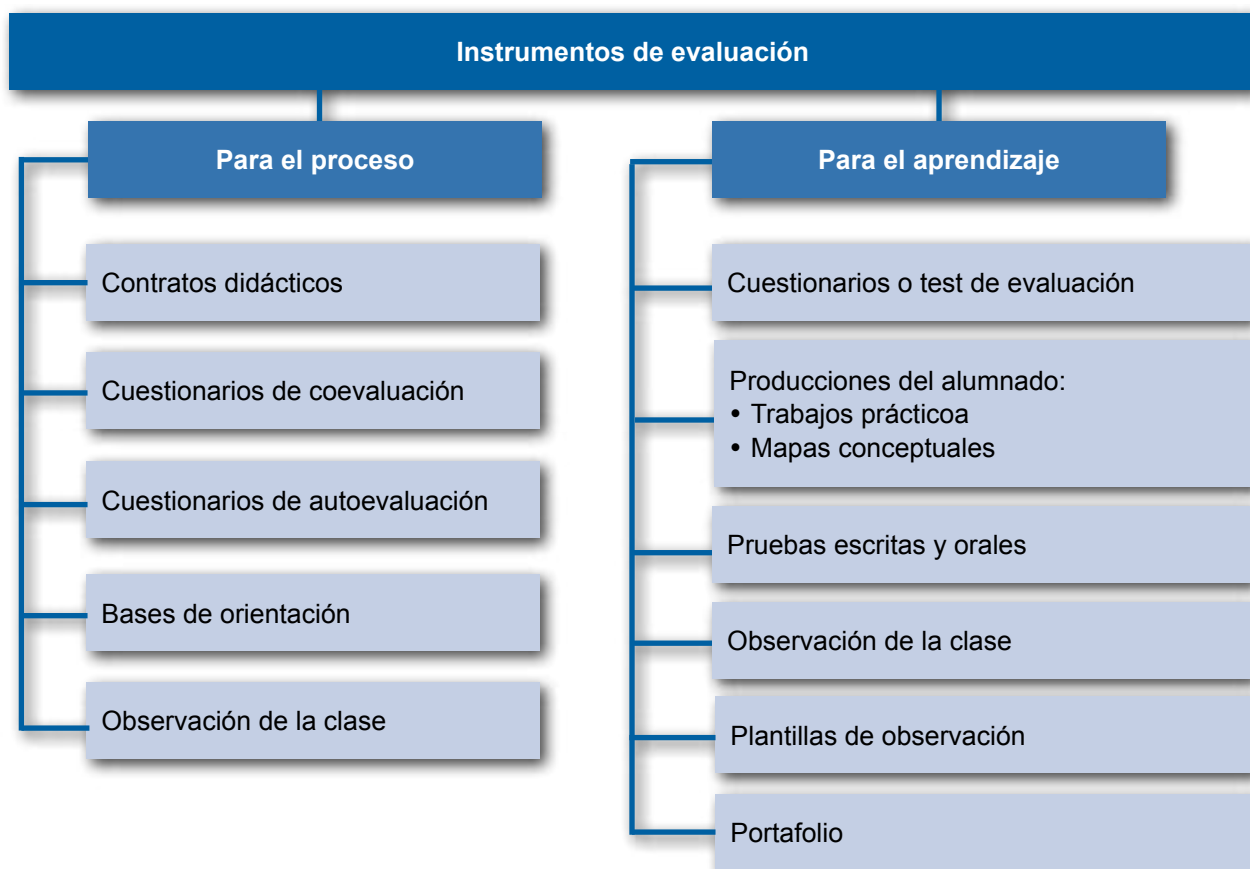 Instrumentos de evaluación
Para el proceso
Contratos didácticos
Cuestionarios de coevaluación
Cuestionarios de autoevaluación
Bases de orientación
Observación de la clase
Para el aprendizaje
Cuestionarios o test de evaluación
Producciones del alumnado:
• Trabajos prácticoa
• Mapas conceptuales
Pruebas escritas y orales
Observación de la clase
Plantillas de observación
Portafolio